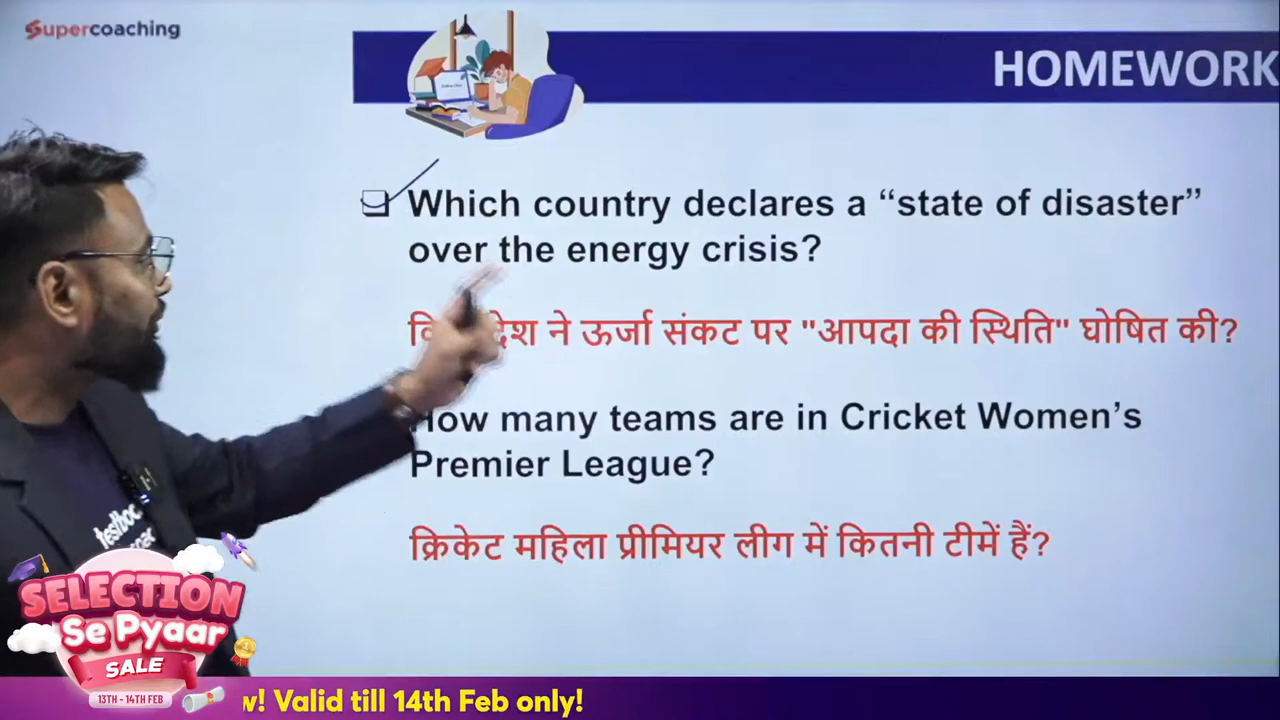 Supercoaching
HOMEWORK
Which country declares a “state of disaster”
over the energy crisis?
ने ऊर्जा संकट पर "आपदा की स्थिति" घोषित की?
How many teams are in Cricket Women’s
Premier League?
क्रिकेट महिला प्रीमियर लीग में कितनी टीमें हैं?
SELECTION
Se Pyaar
SALE
13TH - 14TH FEB
! Valid till 14th Feb only!